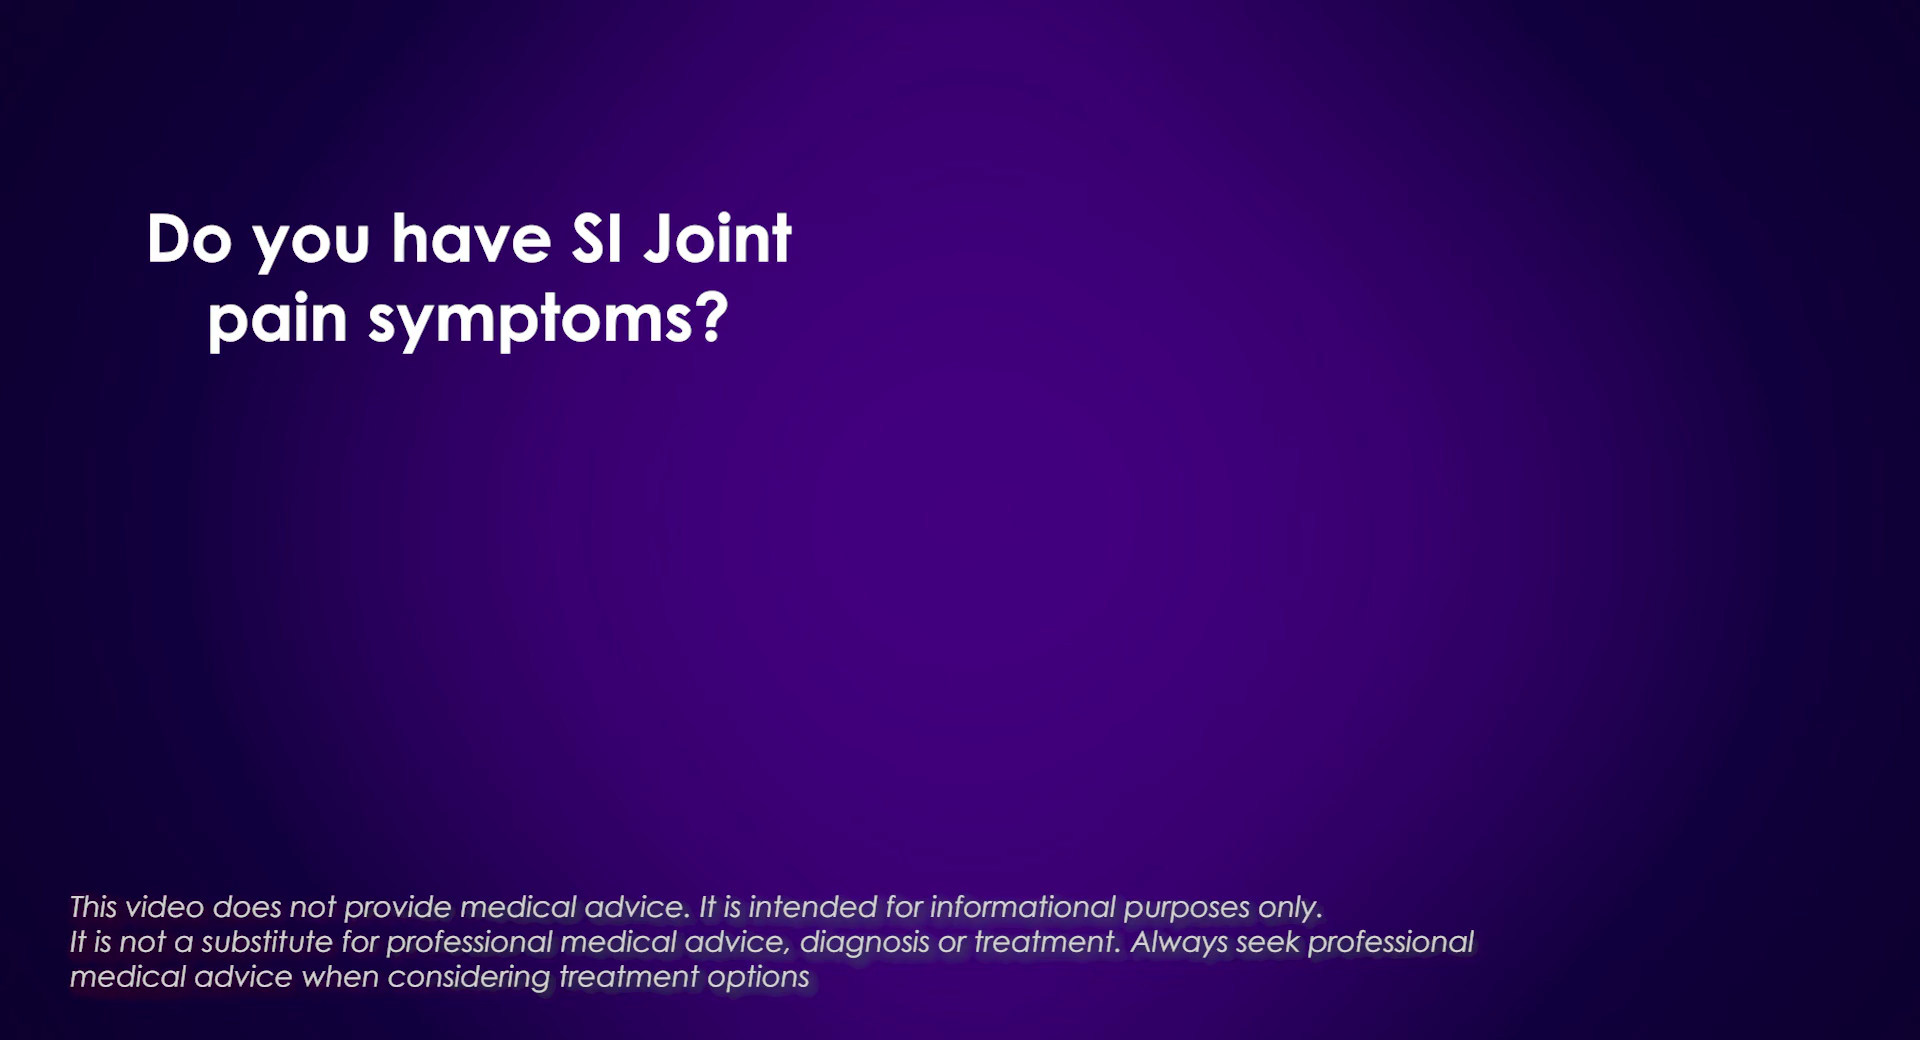 Do you have SI Joint
pain symptoms?
This video does not provide medical advice. It is intended for informational purposes only.
It is not a substitute for professional medical advice, diagnosis or treatment. Always seek professional
medical advice when considering treatment options